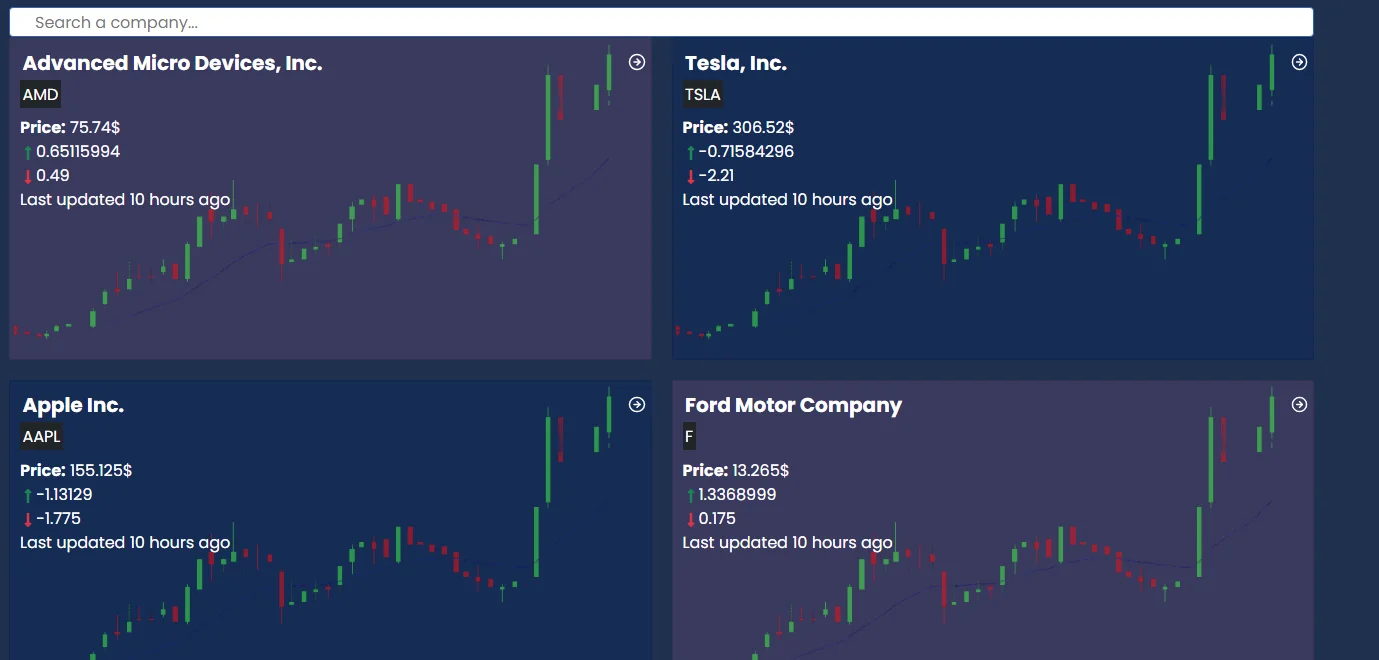 Search a company...
Advanced Micro Devices, Inc.
AMD
Price: 75.74$
↑ 0.65115994
↓ 0.49
Last updated 10 hours ago
Tesla, Inc.
TSLA
Price: 306.52$
↑ -0.71584296
↓ -2.21
Last updated 10 hours ago
Apple Inc.
AAPL
Price: 155.125$
↑ -1.13129
↓ -1.775
Last updated 10 hours ago
Ford Motor Company
F
Price: 13.265$
↑ 1.3368999
↓ 0.175
Last updated 10 hours ago